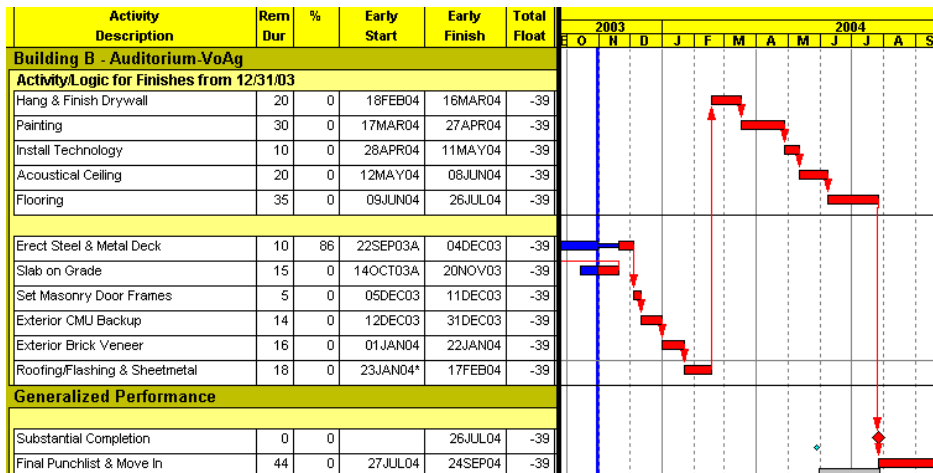 Activity Rem % Early Early Total
Description Dur Start Finish Float
2003 2004
E O N D J F M A M J J A S
Building B - Auditorium-VoAg
Activity/Logic for Finishes from 12/31/03
Hang & Finish Drywall 20 0 18FEB04 16MAR04 -39
Painting 30 0 17MAR04 27APR04 -39
Install Technology 10 0 28APR04 11MAY04 -39
Acoustical Ceiling 20 0 12MAY04 08JUN04 -39
Flooring 35 0 09JUN04 26JUL04 -39
Erect Steel & Metal Deck 10 86 22SEP03A 04DEC03 -39
Slab on Grade 15 0 14OCT03A 20NOV03 -39
Set Masonry Door Frames 5 0 05DEC03 11DEC03 -39
Exterior CMU Backup 14 0 12DEC03 31DEC03 -39
Exterior Brick Veneer 16 0 01JAN04 22JAN04 -39
Roofing/Flashing & Sheetmetal 18 0 23JAN04* 17FEB04 -39
Generalized Performance
Substantial Completion 0 0 26JUL04 -39
Final Punchlist & Move In 44 0 27JUL04 24SEP04 -39